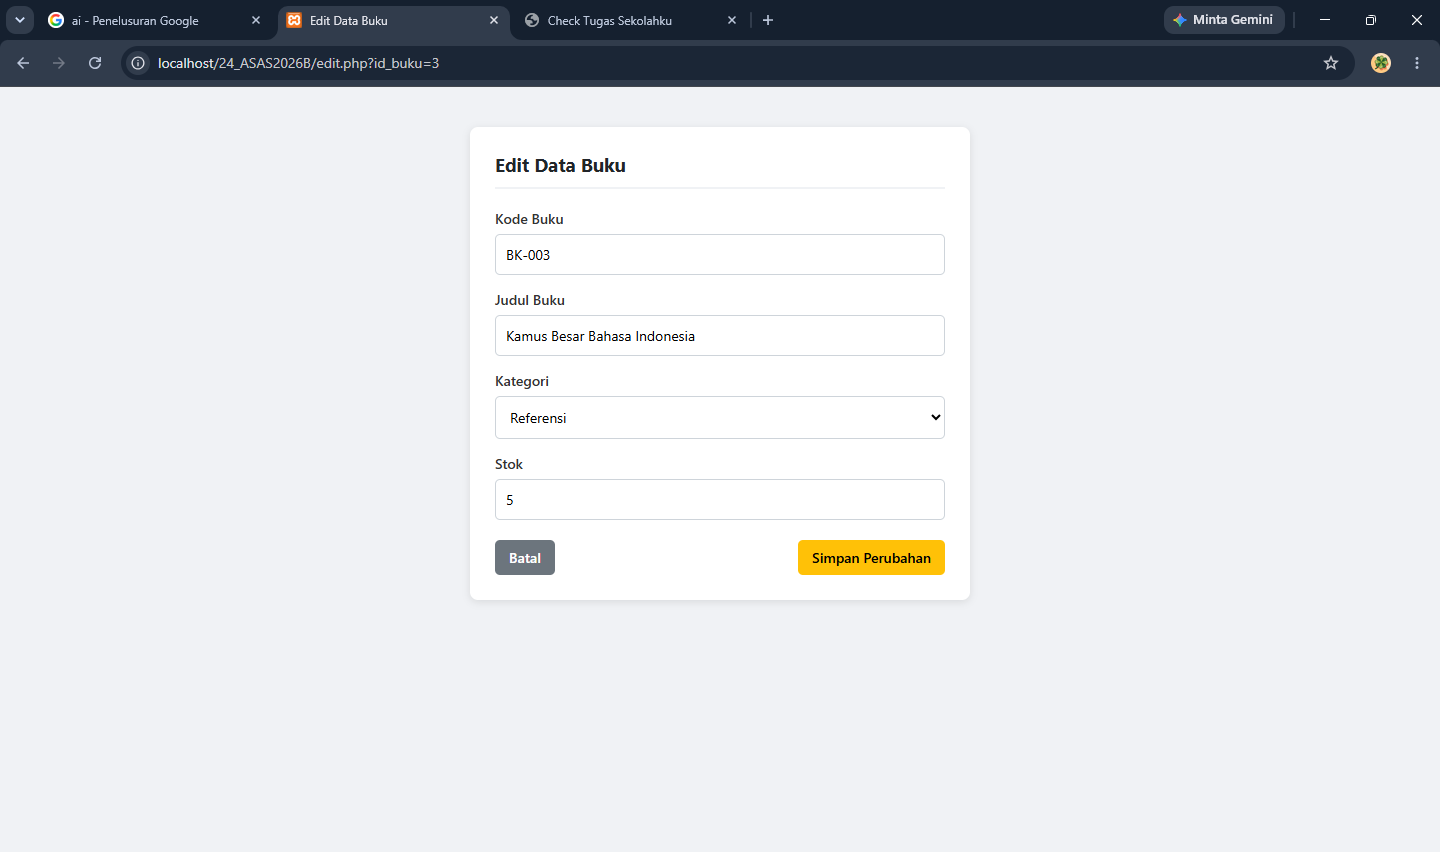 ai - Penelusuran Google
Edit Data Buku
Check Tugas Sekolahku
Minta Gemini
localhost/24_ASAS2026B/edit.php?id_buku=3
Edit Data Buku
Kode Buku
BK-003
Judul Buku
Kamus Besar Bahasa Indonesia
Kategori
Referensi
Stok
5
Batal
Simpan Perubahan